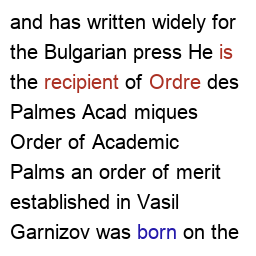 and has written widely for
the Bulgarian press He is
the recipient of Ordre des
Palmes Acad miques
Order of Academic
Palms an order of merit
established in Vasil
Garnizov was born on the